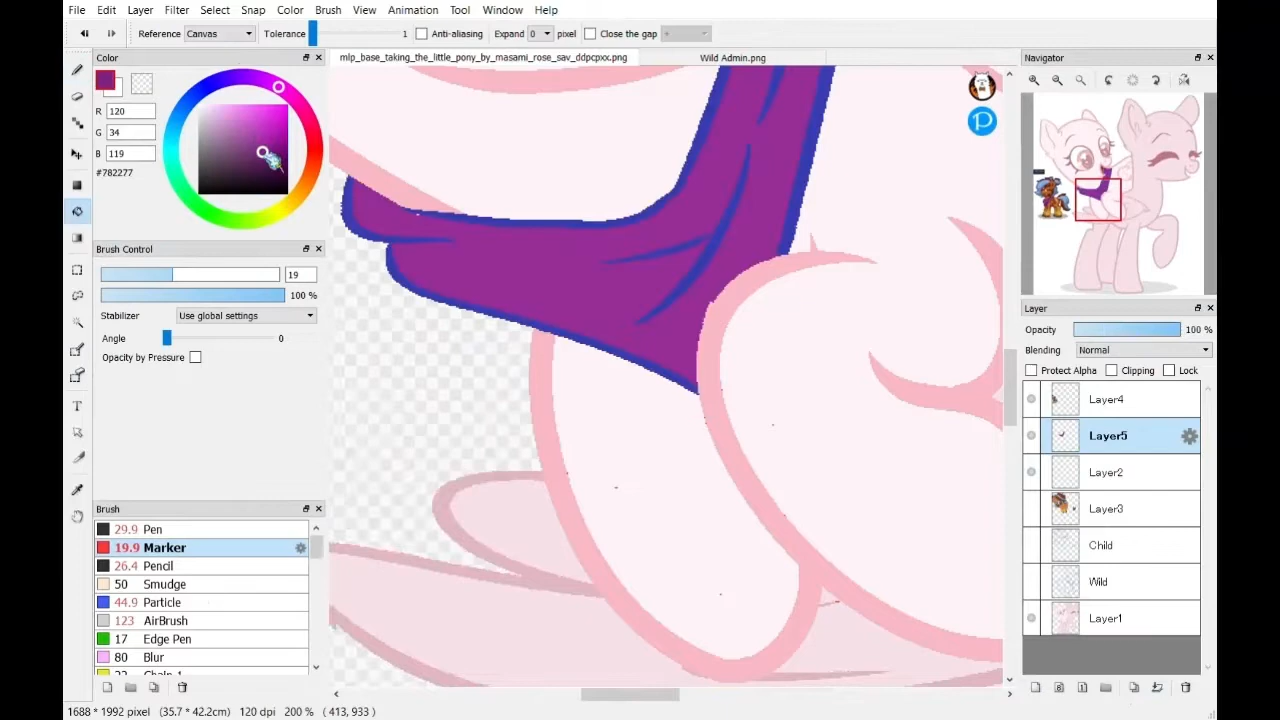 File Edit Layer Filter Select Snap Color Brush View Animation Tool Window Help
Reference Canvas Tolerance 1 Anti-aliasing Expand 0 pixel Close the gap
Color
mlp_base_taking_the_little_pony_by_masami_rose_sav_ddpcpxx.png Wild Admin.png
Navigator
R 120
G 34
B 119
#782277
Brush Control
19
100 %
Stabilizer Use global settings
Angle 0
Opacity by Pressure
Brush
29.9 Pen
19.9 Marker
26.4 Pencil
50 Smudge
44.9 Particle
123 AirBrush
17 Edge Pen
80 Blur
Layer
Opacity 100 %
Blending Normal
Protect Alpha Clipping Lock
Layer4
Layer5
Layer2
Layer3
Child
Wild
Layer1
1688 * 1992 pixel (35.7 * 42.2cm) 120 dpi 200 % ( 413, 933 )